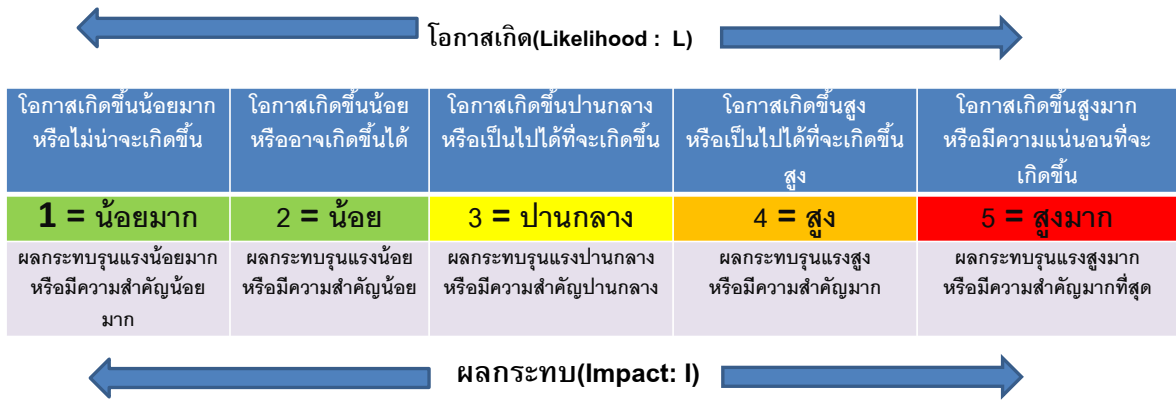 โอกาสเกิด(Likelihood : L)
โอกาสเกิดขึ้นน้อยมาก
หรือไม่น่าจะเกิดขึ้น
โอกาสเกิดขึ้นน้อย
หรืออาจเกิดขึ้นได้
โอกาสเกิดขึ้นปานกลาง
หรือเป็นไปได้ที่จะเกิดขึ้น
โอกาสเกิดขึ้นสูง
หรือเป็นไปได้ที่จะเกิดขึ้น
สูง
โอกาสเกิดขึ้นสูงมาก
หรือมีความแน่นอนที่จะ
เกิดขึ้น
1 = น้อยมาก
2 = น้อย
3 = ปานกลาง
4 = สูง
5 = สูงมาก
ผลกระทบรุนแรงน้อยมาก
หรือมีความสำคัญน้อย
มาก
ผลกระทบรุนแรงน้อย
หรือมีความสำคัญน้อย
ผลกระทบรุนแรงปานกลาง
หรือมีความสำคัญปานกลาง
ผลกระทบรุนแรงสูง
หรือมีความสำคัญมาก
ผลกระทบรุนแรงสูงมาก
หรือมีความสำคัญมากที่สุด
ผลกระทบ(Impact: I)